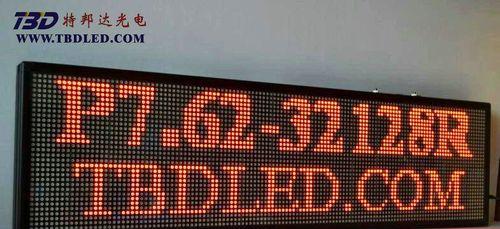 TBD 特邦达光电
WWW.TBDLED.COM
P7.62-32128R
TBDLED.COM